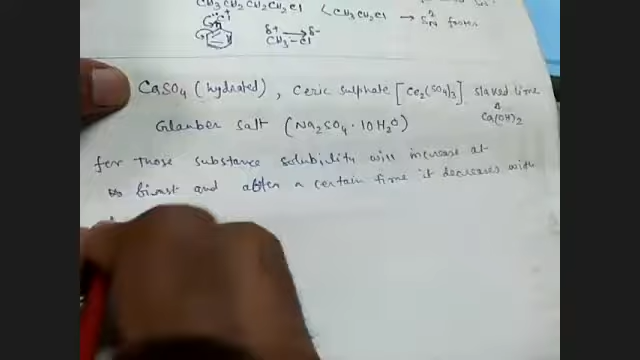 CH3CH2CH2CH2Cl < CH3CH2Cl → SN2 faster
δ+ δ-
CH3-Cl
CaSO4 (hydrated), Ceric sulphate [Ce2(SO4)3] slaked lime
Ca(OH)2
Glauber salt (Na2SO4·10H2O)
for those substance solubility will increase at
first and after a certain time it decreases with